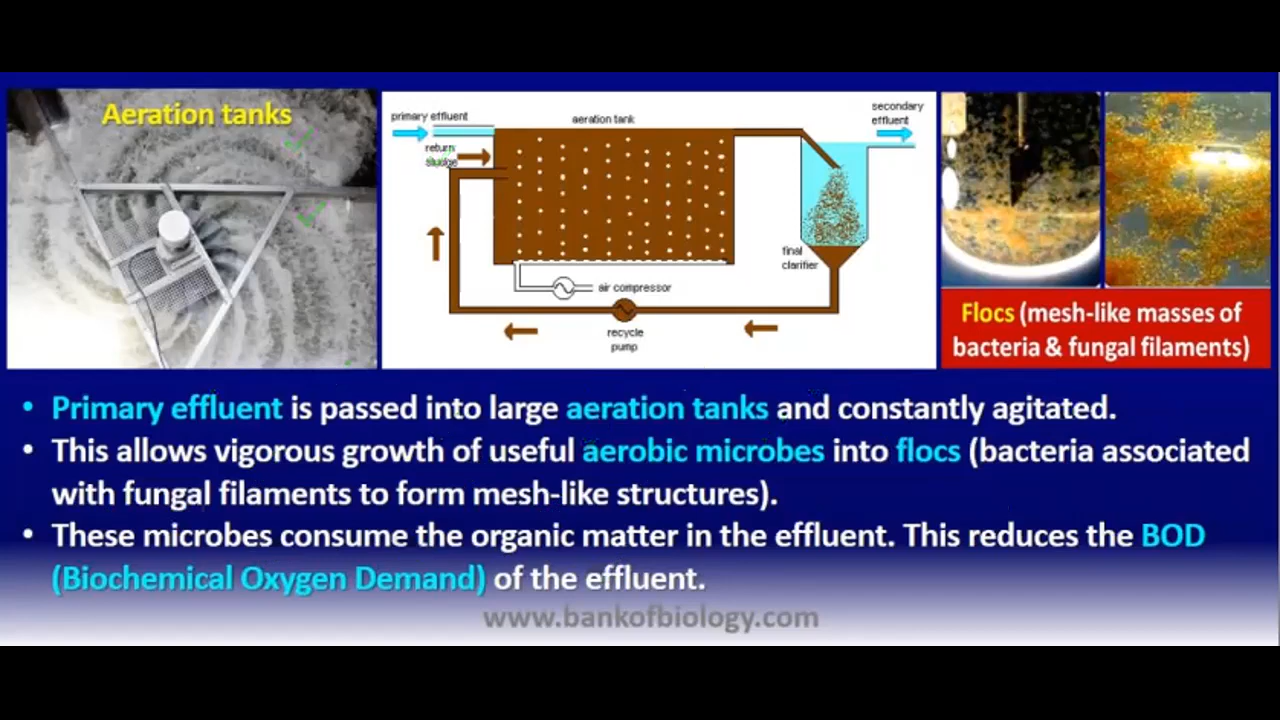 Aeration tanks
primary effluent
return
sludge
aeration tank
secondary
effluent
final
clarifier
air compressor
recycle
pump
Flocs (mesh-like masses of
bacteria & fungal filaments)
• Primary effluent is passed into large aeration tanks and constantly agitated.
• This allows vigorous growth of useful aerobic microbes into flocs (bacteria associated
with fungal filaments to form mesh-like structures).
• These microbes consume the organic matter in the effluent. This reduces the BOD
(Biochemical Oxygen Demand) of the effluent.
www.bankofbiology.com